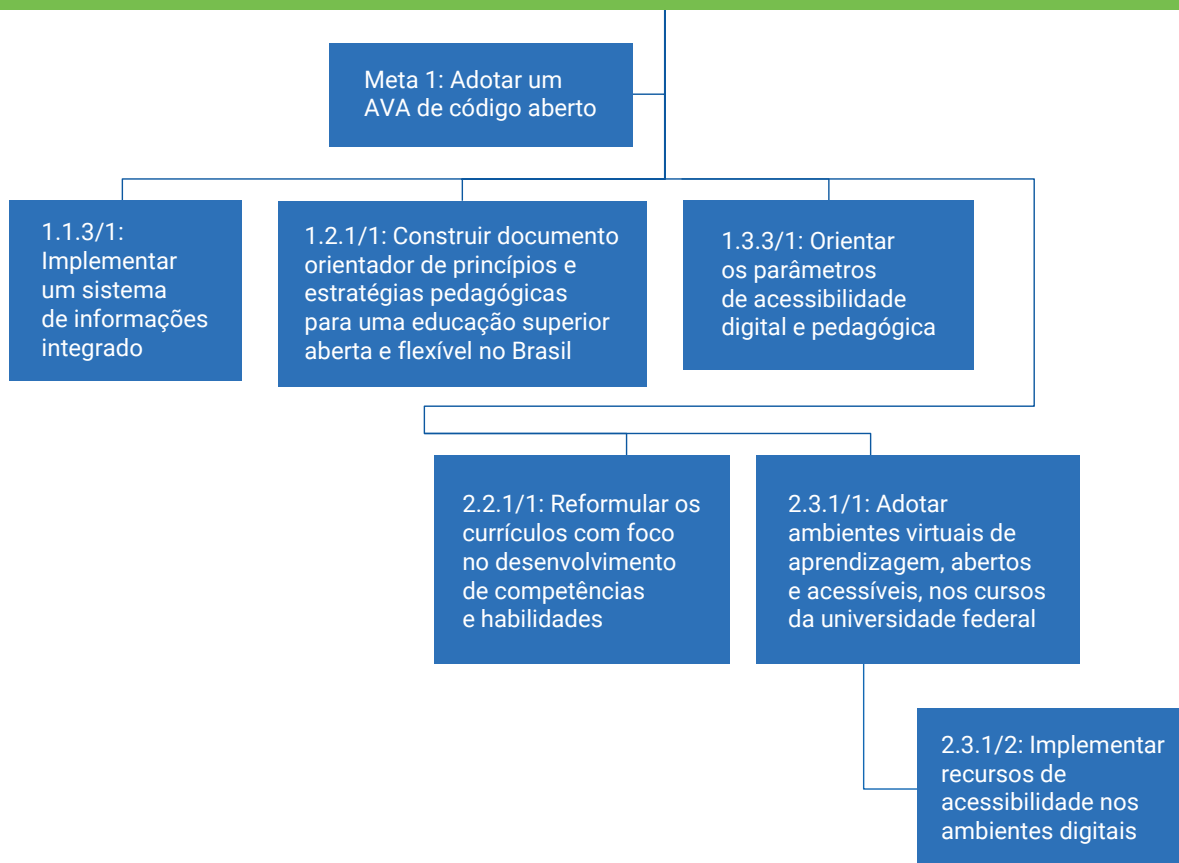 Meta 1: Adotar um
AVA de código aberto
1.1.3/1:
Implementar
um sistema
de informações
integrado
1.2.1/1: Construir documento
orientador de princípios e
estratégias pedagógicas
para uma educação superior
aberta e flexível no Brasil
1.3.3/1: Orientar
os parâmetros
de acessibilidade
digital e pedagógica
2.2.1/1: Reformular os
currículos com foco
no desenvolvimento
de competências
e habilidades
2.3.1/1: Adotar
ambientes virtuais de
aprendizagem, abertos
e acessíveis, nos cursos
da universidade federal
2.3.1/2: Implementar
recursos de
acessibilidade nos
ambientes digitais